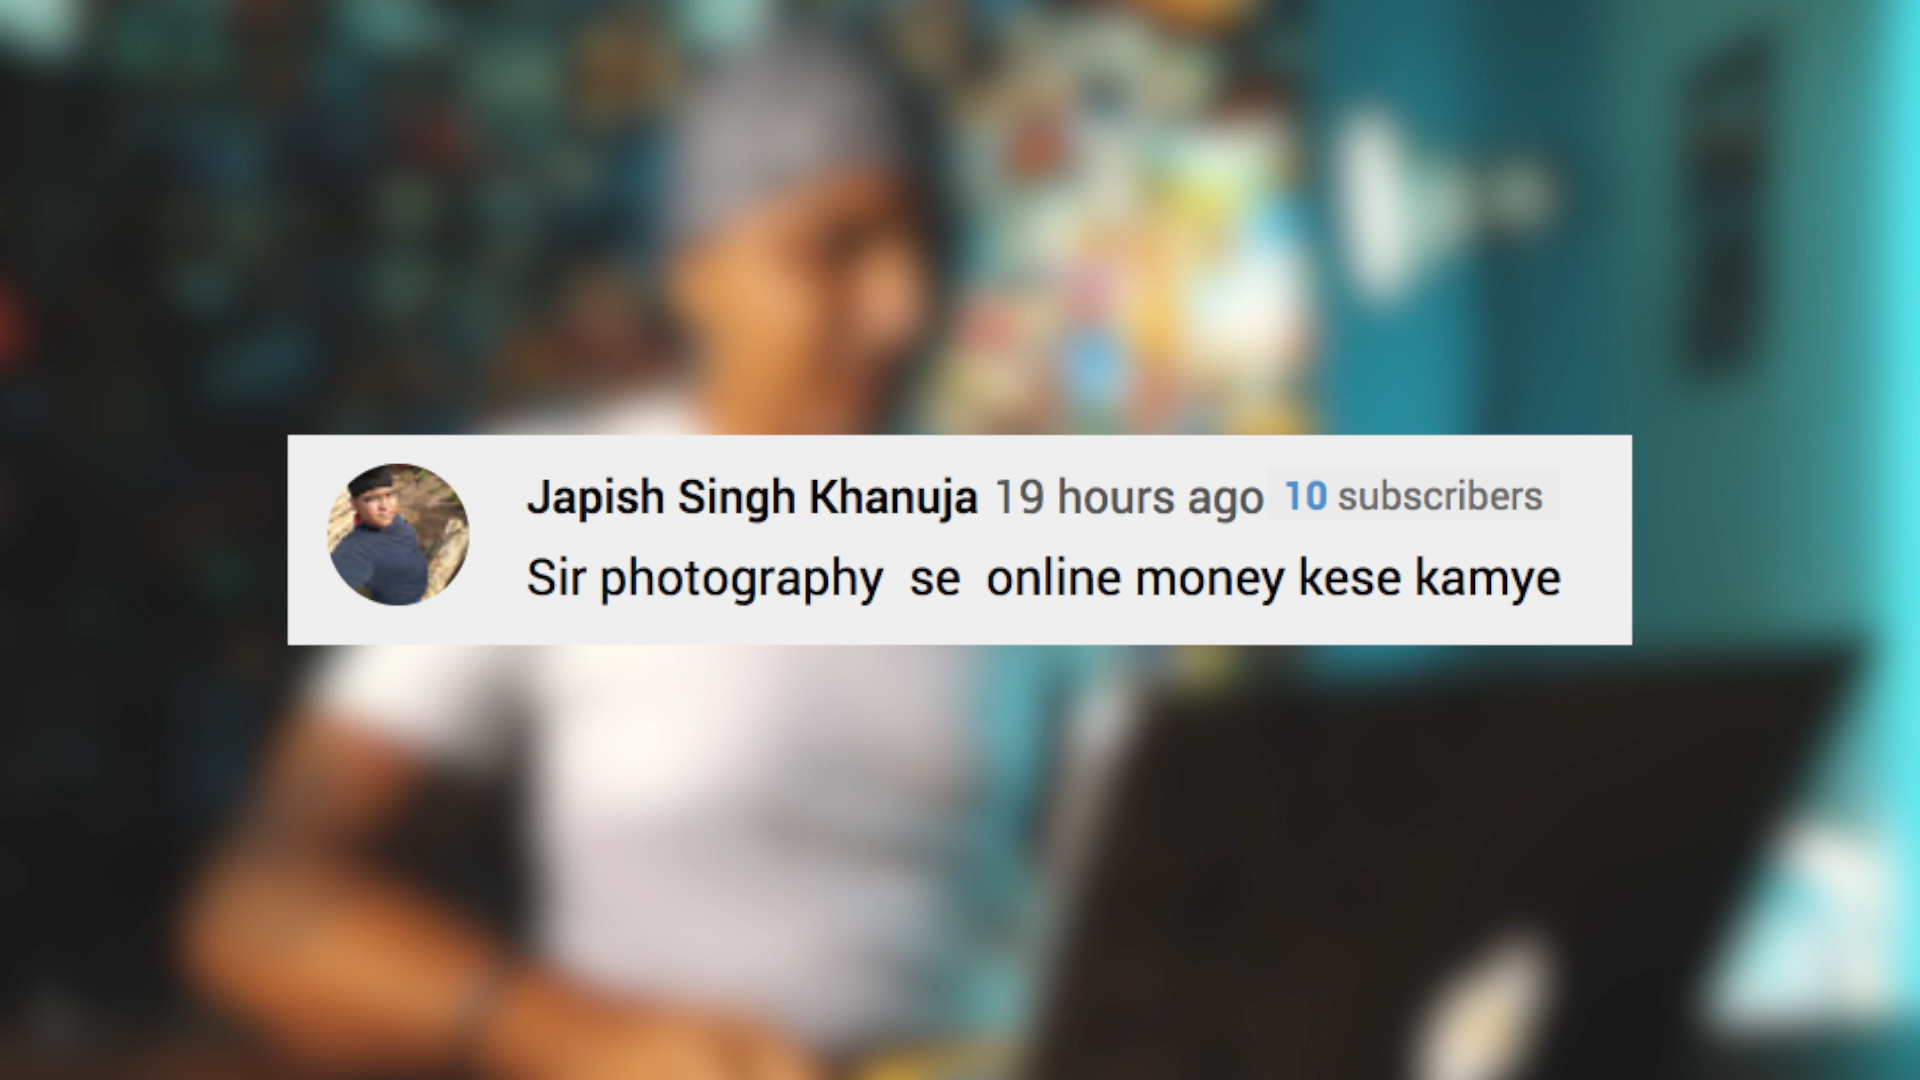 Japish Singh Khanuja 19 hours ago 10 subscribers
Sir photography se online money kese kamye